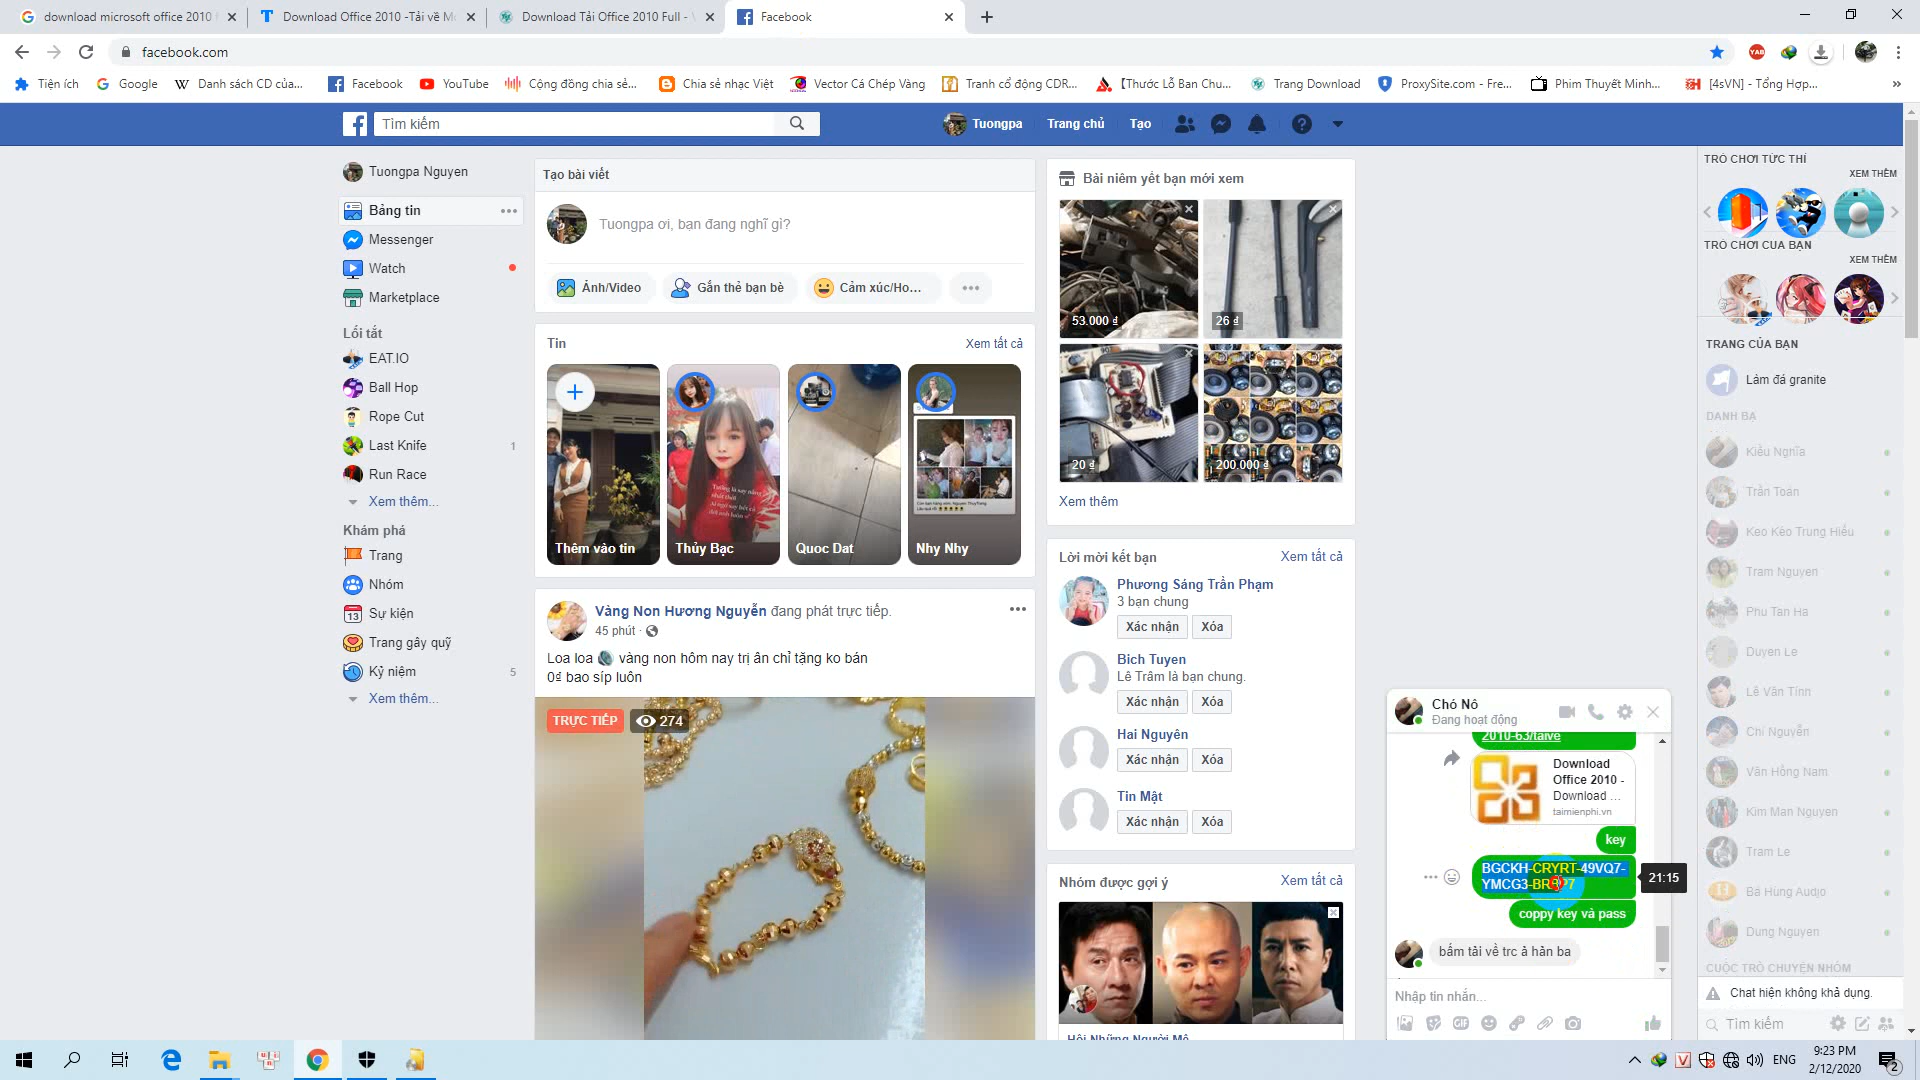 download microsoft office 2010
Download Office 2010 -Tải về Mo
Download Tải Office 2010 Full -
Facebook
facebook.com
Tiện ích
Google
Danh sách CD của...
Facebook
YouTube
Cộng đồng chia sẻ...
Chia sẻ nhạc Việt
Vector Cá Chép Vàng
Tranh cổ động CDR...
【Thước Lỗ Ban Chu...
Trang Download
ProxySite.com - Fre...
Phim Thuyết Minh...
[4sVN] - Tổng Hợp...
Tìm kiếm
Tuongpa
Trang chủ
Tạo
Tuongpa Nguyen
Bảng tin
Messenger
Watch
Marketplace
Lối tắt
EAT.IO
Ball Hop
Rope Cut
Last Knife
1
Run Race
Xem thêm...
Khám phá
Trang
Nhóm
Sự kiện
Trang gây quỹ
Kỷ niệm
5
Xem thêm...
Tạo bài viết
Tuongpa ơi, bạn đang nghĩ gì?
Ảnh/Video
Gắn thẻ bạn bè
Cảm xúc/Ho...
Tin
Xem tất cả
Thêm vào tin
Thủy Bạc
Quoc Dat
Nhy Nhy
Vàng Non Hương Nguyễn đang phát trực tiếp.
45 phút
Loa loa vàng non hôm nay trị ân chỉ tặng ko bán
0₫ bao síp luôn
TRỰC TIẾP
274
Bài niêm yết bạn mới xem
53.000 ₫
26 ₫
20 ₫
200.000 ₫
Xem thêm
Lời mời kết bạn
Xem tất cả
Phương Sáng Trần Phạm
3 bạn chung
Xác nhận
Xóa
Bich Tuyen
Lê Trâm là bạn chung.
Xác nhận
Xóa
Hai Nguyên
Xác nhận
Xóa
Tin Mật
Xác nhận
Xóa
Nhóm được gợi ý
Xem tất cả
Hội Những Người Mê
TRÒ CHƠI TỨC THÌ
XEM THÊM
TRÒ CHƠI CỦA BẠN
XEM THÊM
TRANG CỦA BẠN
Làm đá granite
DANH BẠ
Kiều Nghĩa
Trần Toán
Keo Kèo Trung Hiếu
Tram Nguyen
Phu Tan Ha
Duyen Le
Lê Văn Tính
Chí Nguyễn
Văn Hồng Nam
Kim Man Nguyen
Tram Le
Bá Hùng Audio
Dung Nguyen
CUỘC TRÒ CHUYỆN NHÓM
Chat hiện không khả dụng.
Tìm kiếm
Chó Nô
Đang hoạt động
2010-63/taive
Download
Office 2010 -
Download ...
taimienphi.vn
key
BGCKH-CRYRT-49VQ7-
YMCG3-
21:15
coppy key và pass
bấm tải về trc ả hản ba
Nhập tin nhắn...
ENG
9:23 PM
2/12/2020
2